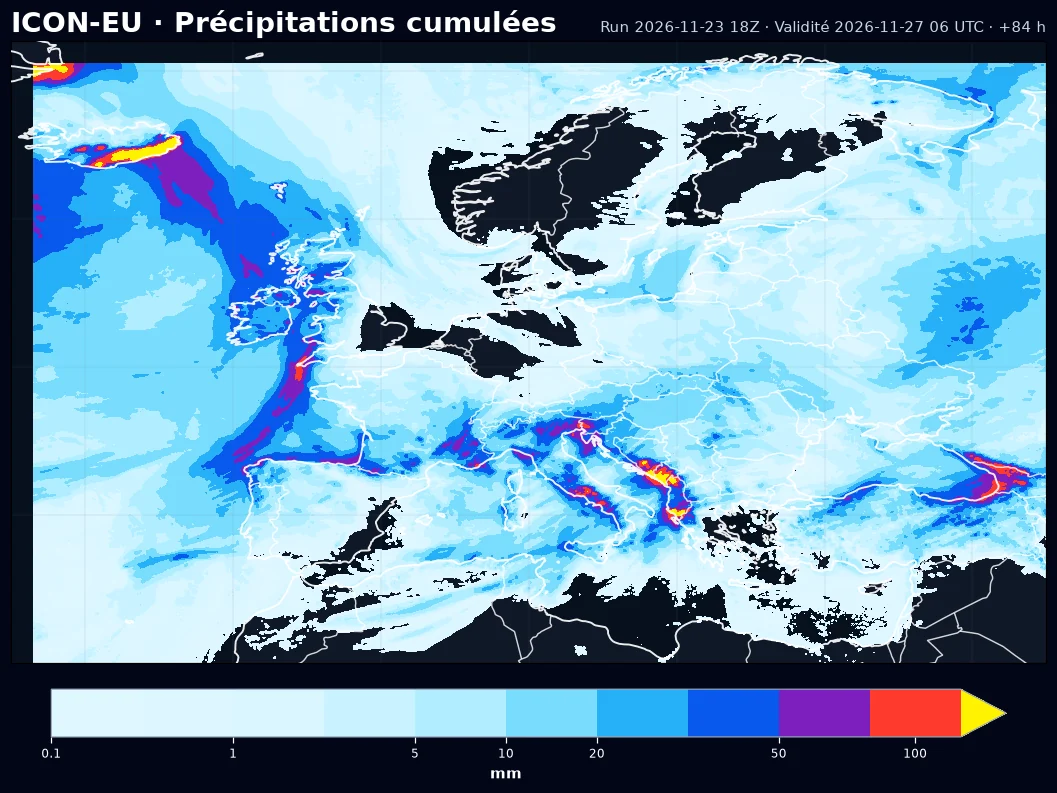 ICON-EU · Précipitations cumulées
Run 2026-11-23 18Z · Validité 2026-11-27 06 UTC · +84 h
0.1 1 5 10 20 50 100
mm